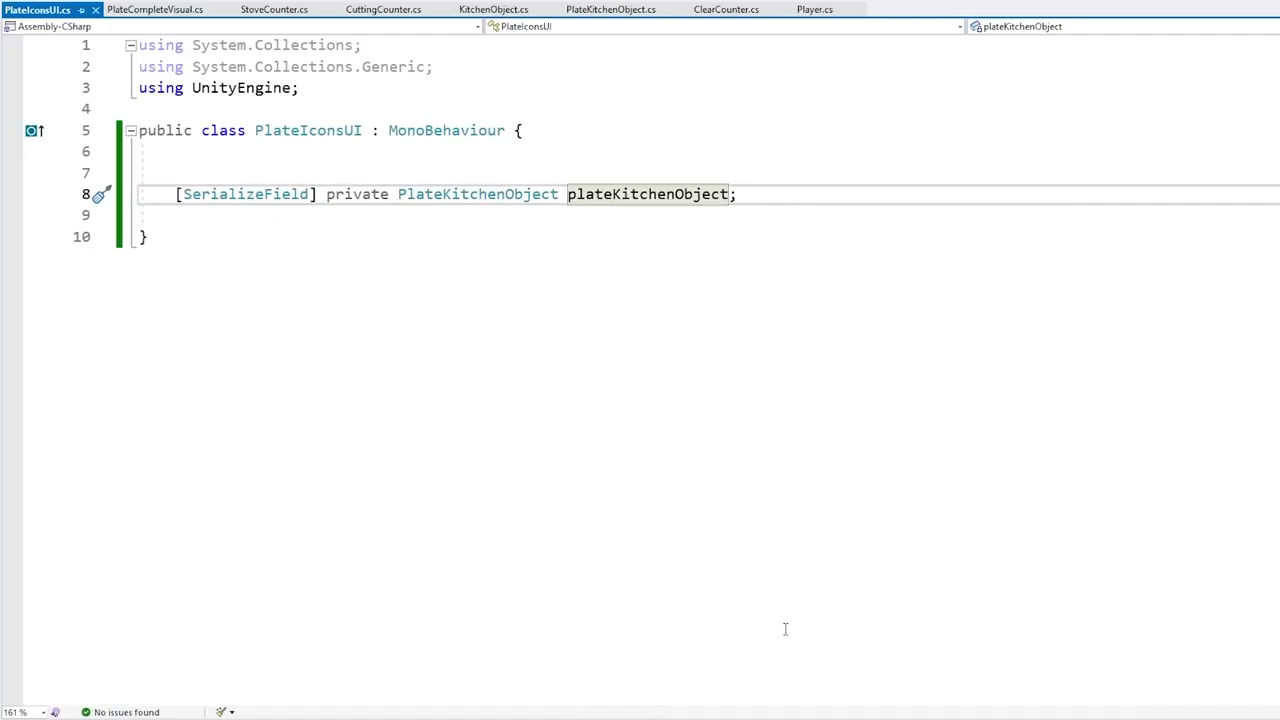 PlateIconsUI.cs PlateCompleteVisual.cs StoveCounter.cs CuttingCounter.cs KitchenObject.cs PlateKitchenObject.cs ClearCounter.cs Player.cs
Assembly-CSharp PlateIconsUI plateKitchenObject
1 using System.Collections;
2 using System.Collections.Generic;
3 using UnityEngine;
4
5 public class PlateIconsUI : MonoBehaviour {
6
7
8 [SerializeField] private PlateKitchenObject plateKitchenObject;
9
10 }
161 % No issues found